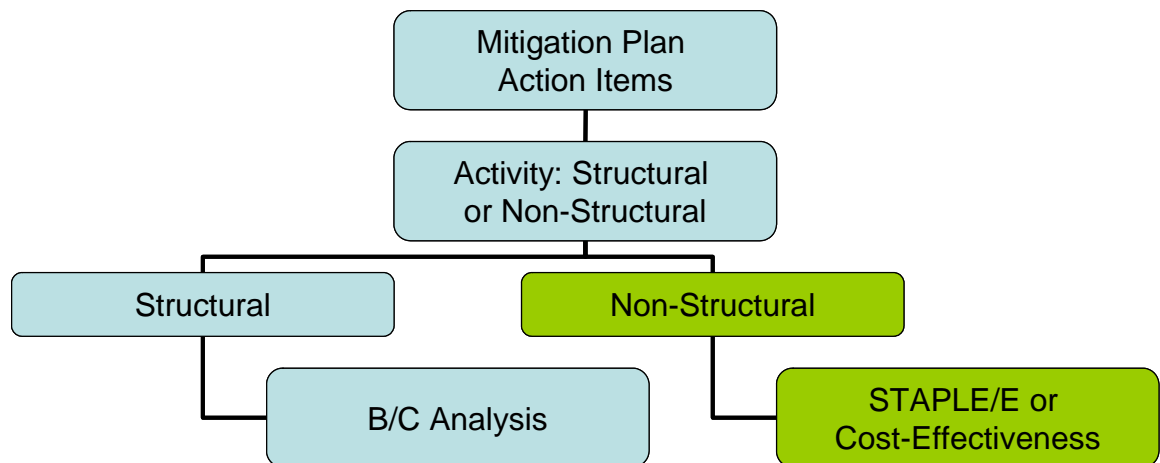 Mitigation Plan
Action Items
Activity: Structural
or Non-Structural
Structural
Non-Structural
B/C Analysis
STAPLE/E or
Cost-Effectiveness